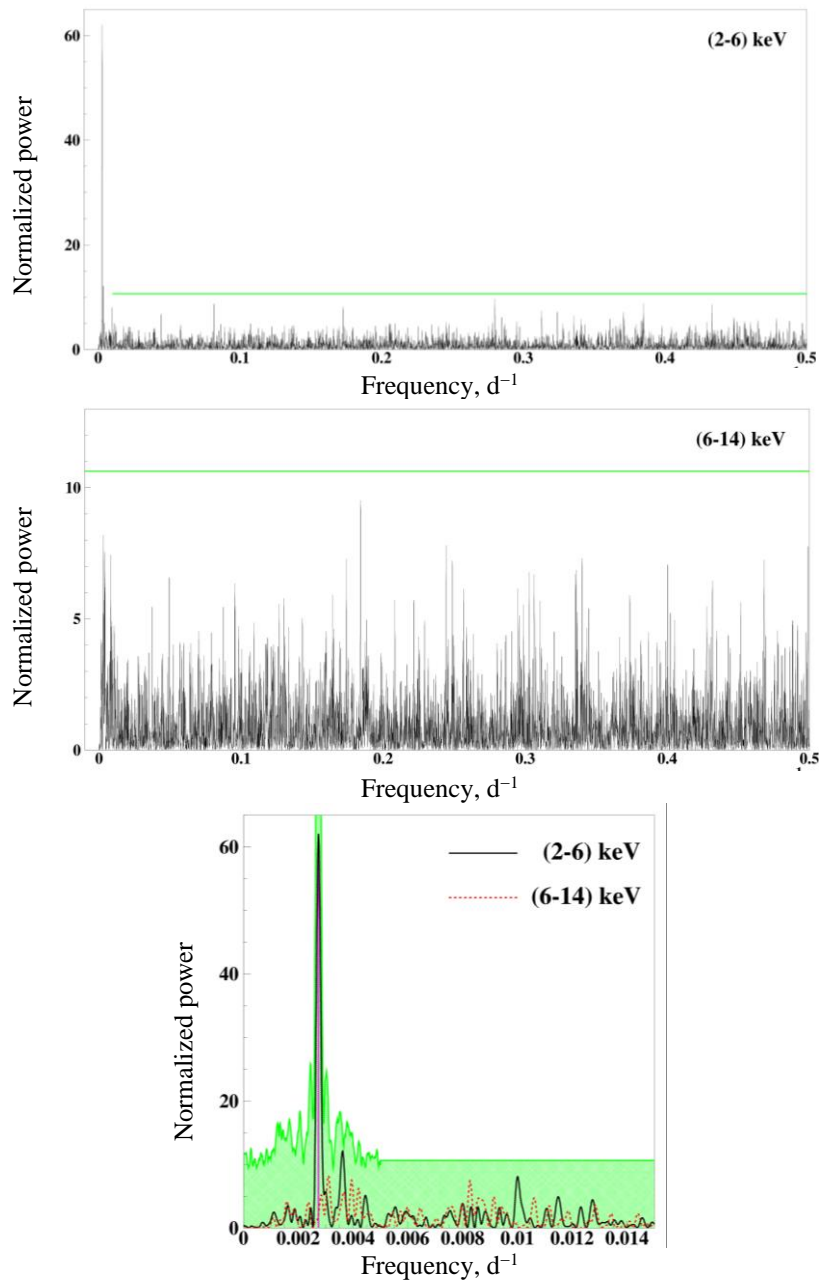 60
(2-6) keV
40
Normalized power
20
0
0 0.1 0.2 0.3 0.4 0.5
Frequency, d⁻¹
(6-14) keV
10
Normalized power
5
0
0 0.1 0.2 0.3 0.4 0.5
Frequency, d⁻¹
60
(2-6) keV
(6-14) keV
40
Normalized power
20
0
0 0.002 0.004 0.006 0.008 0.01 0.012 0.014
Frequency, d⁻¹